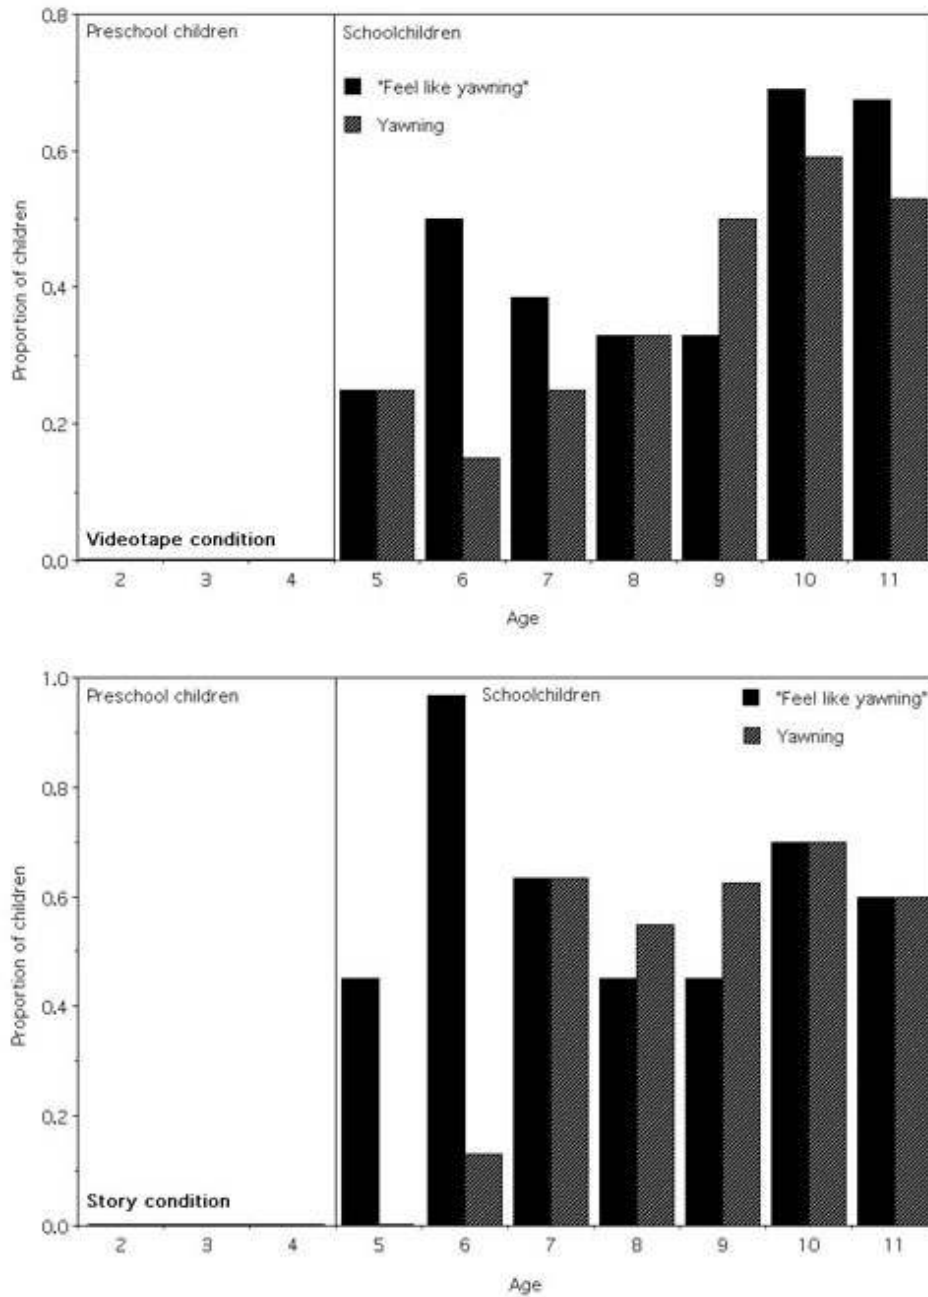 0.8
Preschool children
Schoolchildren
"Feel like yawning"
Yawning
0.6
0.4
0.2
0.0
Proportion of children
Videotape condition
2 3 4 5 6 7 8 9 10 11
Age
1.0
Preschool children
Schoolchildren
"Feel like yawning"
Yawning
0.8
0.6
0.4
0.2
0.0
Proportion of children
Story condition
2 3 4 5 6 7 8 9 10 11
Age